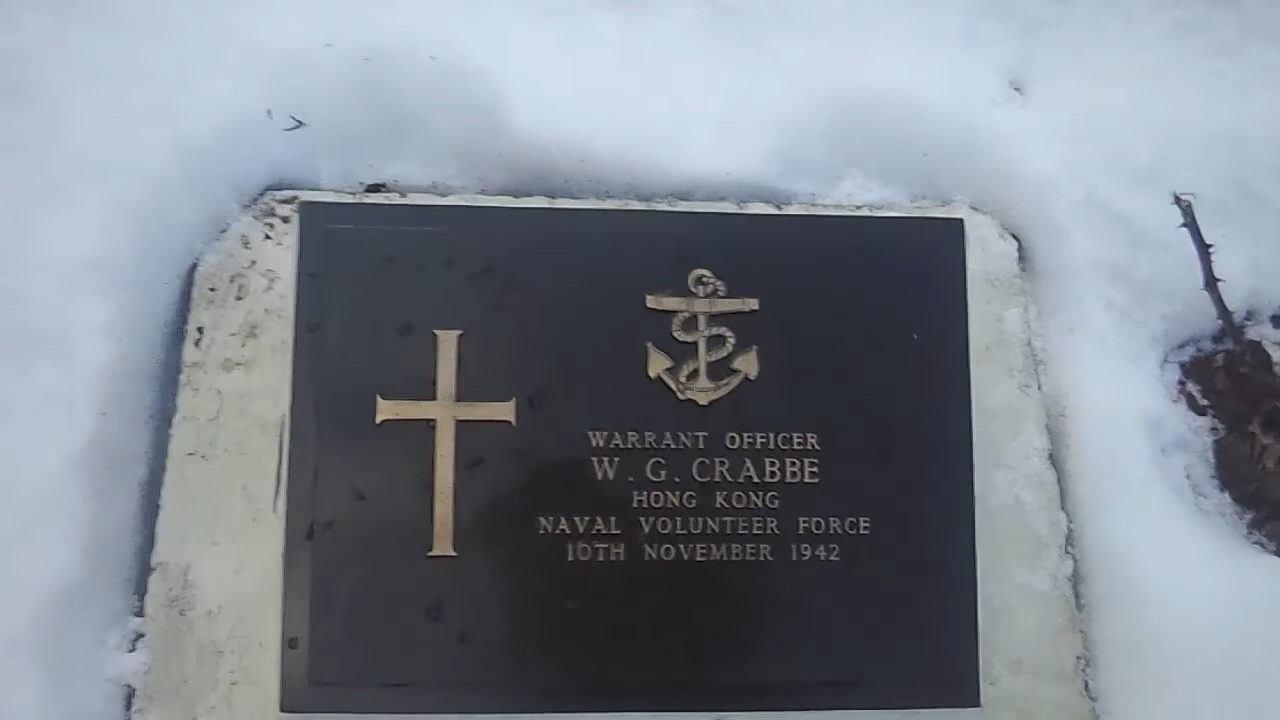 WARRANT OFFICER
W. G. CRABBE
HONG KONG
NAVAL VOLUNTEER FORCE
10TH NOVEMBER 1942